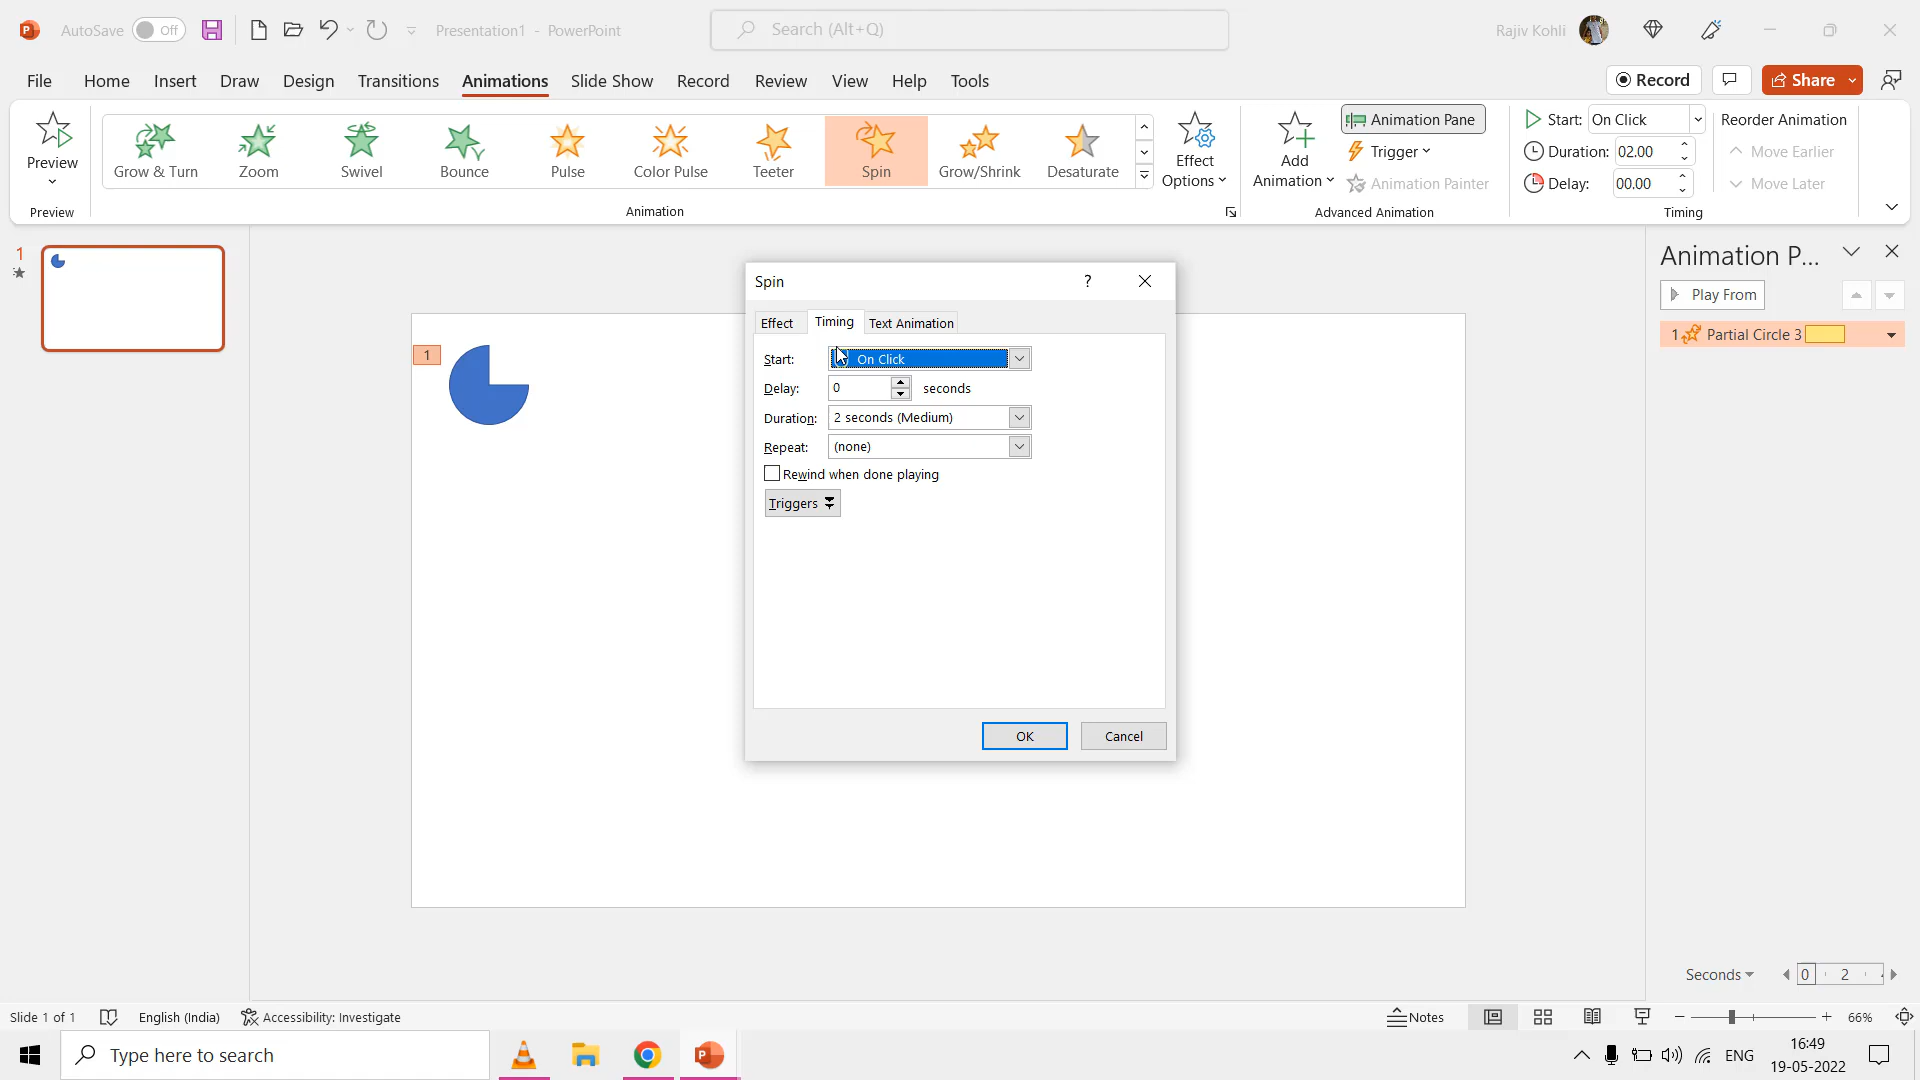 AutoSave Off Presentation1 - PowerPoint Search (Alt+Q) Rajiv Kohli
File Home Insert Draw Design Transitions Animations Slide Show Record Review View Help Tools Record Share
Preview
Grow & Turn Zoom Swivel Bounce Pulse Color Pulse Teeter Spin Grow/Shrink Desaturate
Effect Options
Add Animation
Animation Pane
Trigger
Animation Painter
Start: On Click
Duration: 02.00
Delay: 00.00
Reorder Animation
Move Earlier
Move Later
Preview Animation Advanced Animation Timing
1
1
Spin ?
Effect Timing Text Animation
Start: On Click
Delay: 0 seconds
Duration: 2 seconds (Medium)
Repeat: (none)
Rewind when done playing
Triggers
OK Cancel
Animation P...
Play From
1 Partial Circle 3
Seconds 0 2
Slide 1 of 1 English (India) Accessibility: Investigate Notes 66%
Type here to search ENG 16:49
19-05-2022